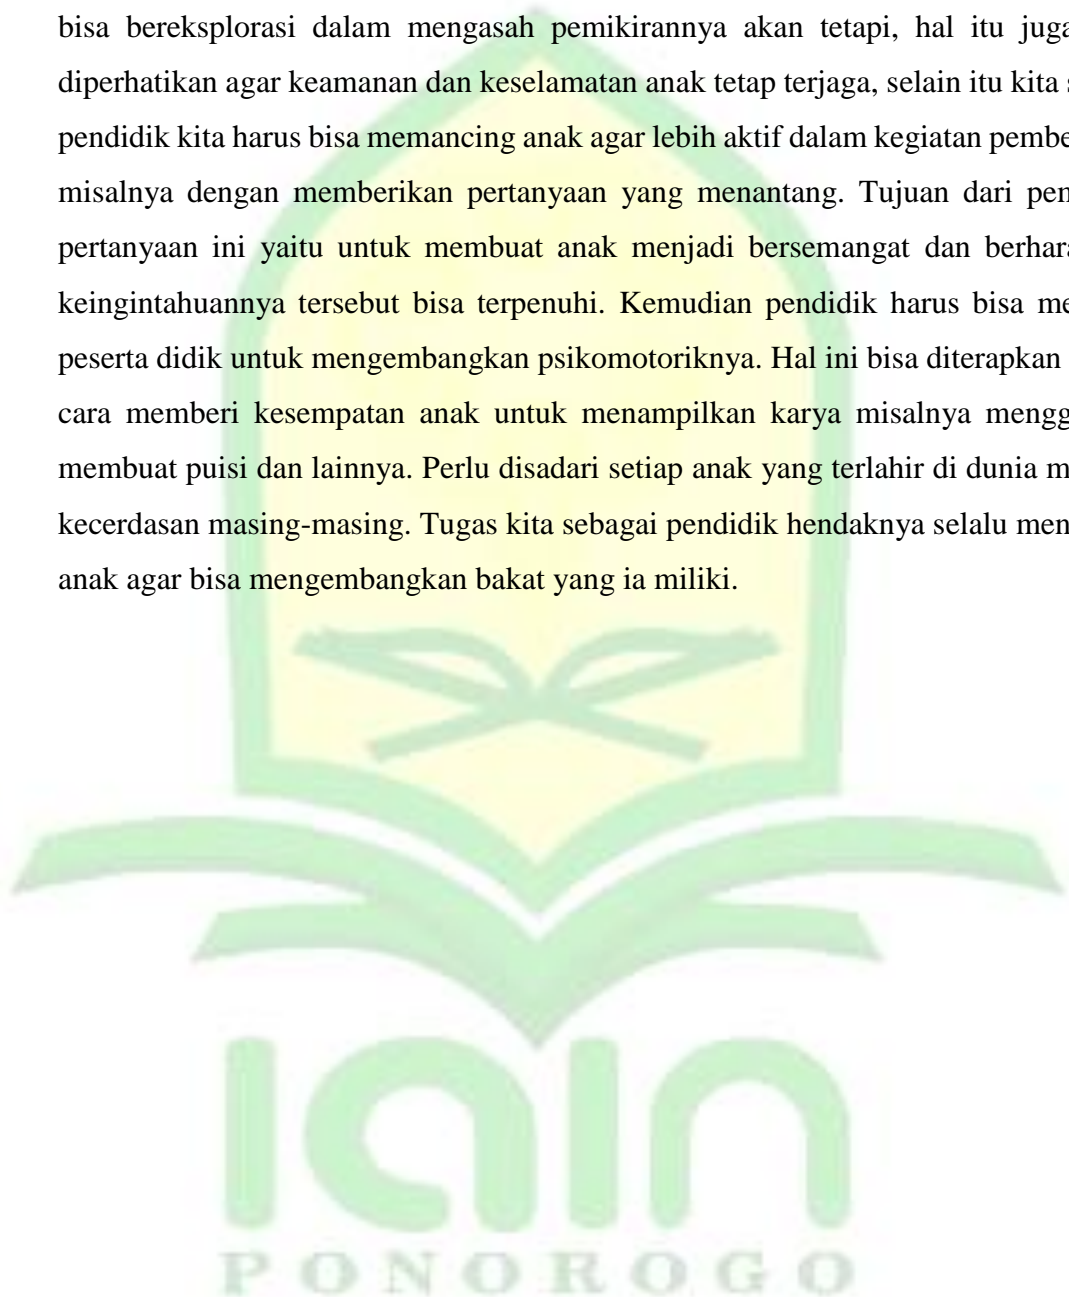 bisa bereksplorasi dalam mengasah pemikirannya akan tetapi, hal itu juga
diperhatikan agar keamanan dan keselamatan anak tetap terjaga, selain itu kita
pendidik kita harus bisa memancing anak agar lebih aktif dalam kegiatan
misalnya dengan memberikan pertanyaan yang menantang. Tujuan dari
pertanyaan ini yaitu untuk membuat anak menjadi bersemangat dan
keingintahuannya tersebut bisa terpenuhi. Kemudian pendidik harus bisa
peserta didik untuk mengembangkan psikomotoriknya. Hal ini bisa diterapkan
cara memberi kesempatan anak untuk menampilkan karya misalnya
membuat puisi dan lainnya. Perlu disadari setiap anak yang terlahir di dunia
kecerdasan masing-masing. Tugas kita sebagai pendidik hendaknya selalu
anak agar bisa mengembangkan bakat yang ia miliki.
iain
PONOROGO